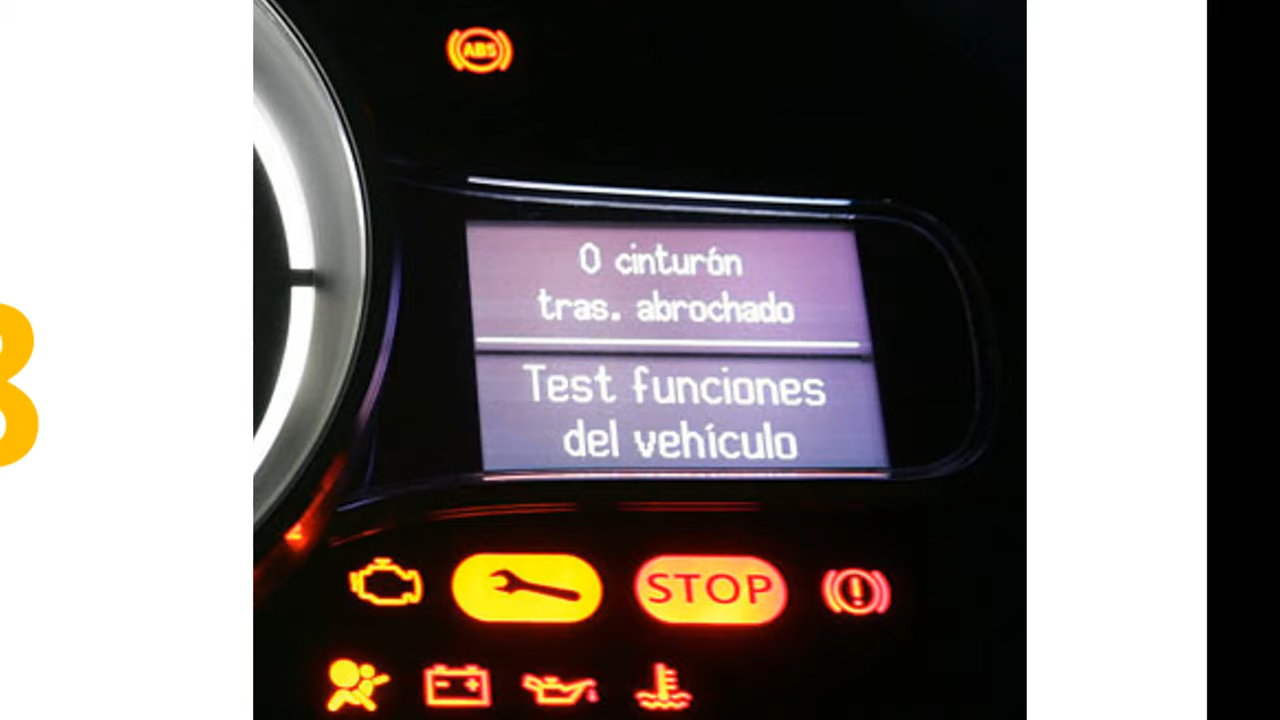 ABS
0 cinturón
tras. abrochado
Test funciones
del vehículo
STOP